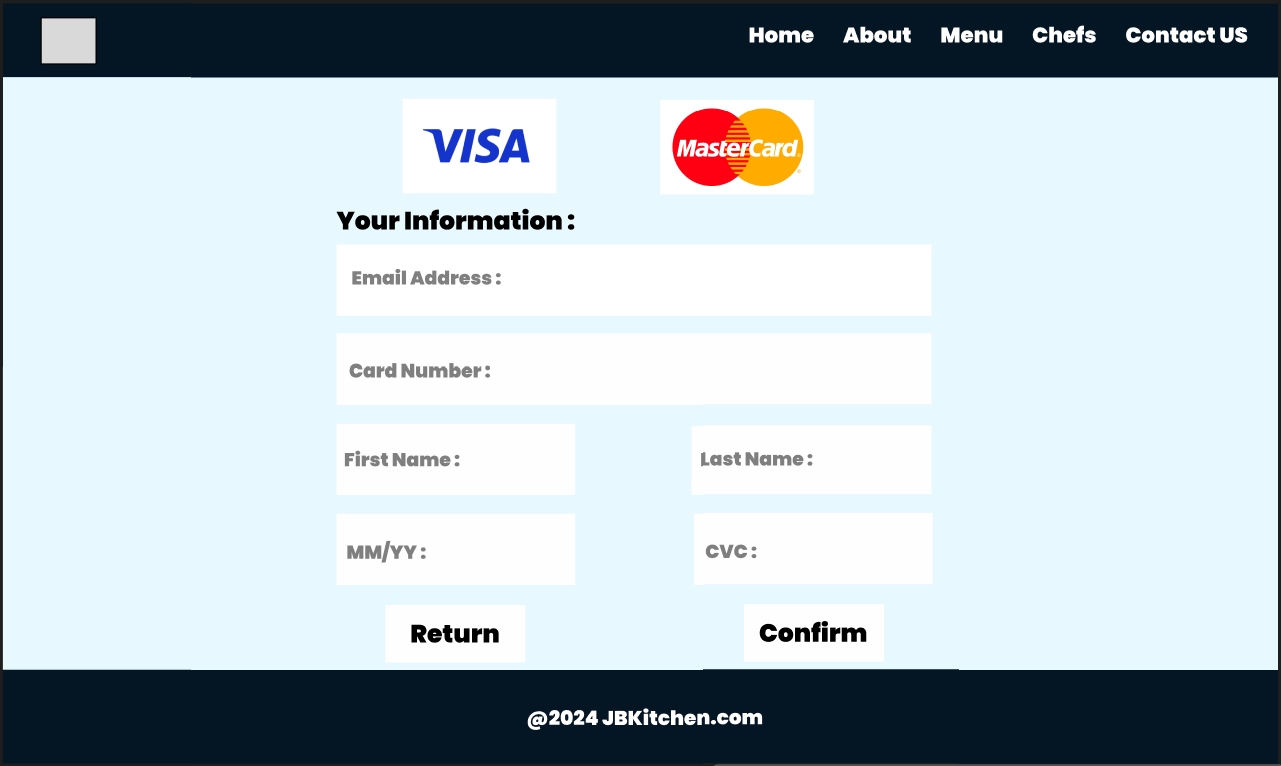 Home About Menu Chefs Contact US
VISA MasterCard
Your Information :
Email Address :
Card Number :
First Name : Last Name :
MM/YY : CVC :
Return Confirm
@2024 JBKitchen.com